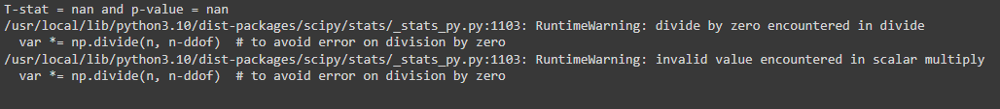 T-stat = nan and p-value = nan
/usr/local/lib/python3.10/dist-packages/scipy/stats/_stats_py.py:1103: RuntimeWarning: divide by zero encountered in divide
  var *= np.divide(n, n-ddof)  # to avoid error on division by zero
/usr/local/lib/python3.10/dist-packages/scipy/stats/_stats_py.py:1103: RuntimeWarning: invalid value encountered in scalar multiply
  var *= np.divide(n, n-ddof)  # to avoid error on division by zero